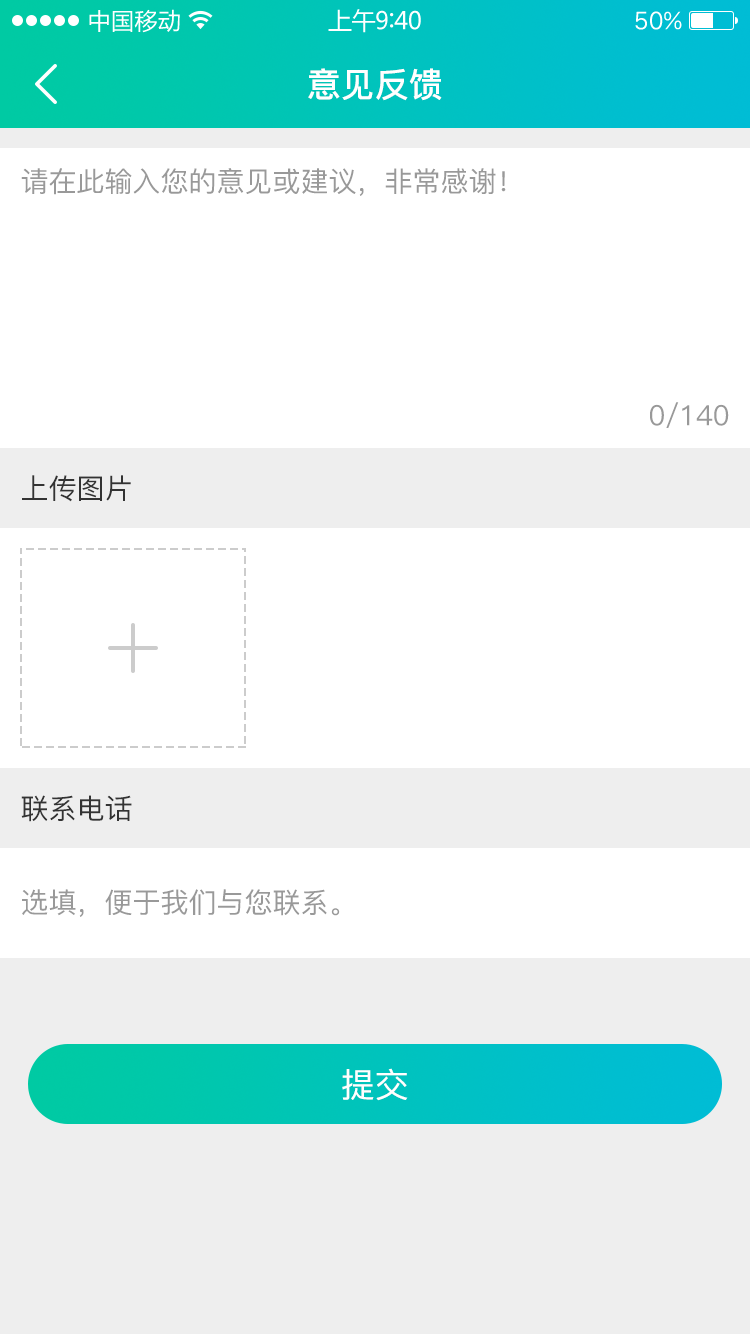 中国移动 上午9:40 50%
意见反馈
请在此输入您的意见或建议，非常感谢！
0/140
上传图片
联系电话
选填，便于我们与您联系。
提交